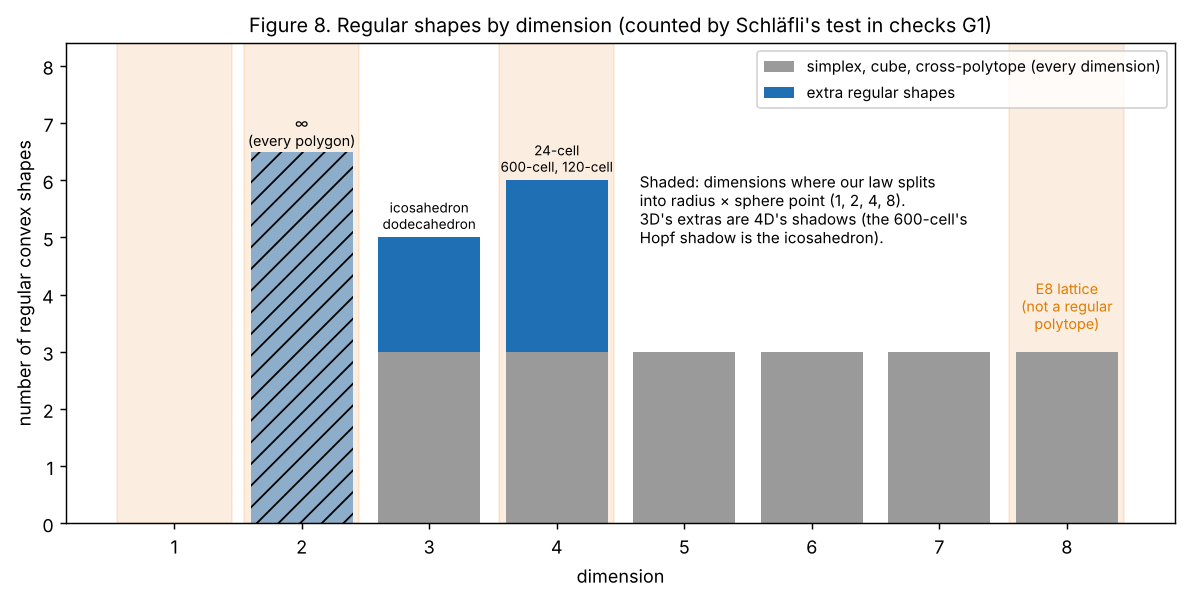 Figure 8. Regular shapes by dimension (counted by Schläfli's test in checks G1)
number of regular convex shapes
8
7
6
5
4
3
2
1
0
simplex, cube, cross-polytope (every dimension)
extra regular shapes
∞
(every polygon)
icosahedron
dodecahedron
24-cell
600-cell, 120-cell
Shaded: dimensions where our law splits
into radius × sphere point (1, 2, 4, 8).
3D's extras are 4D's shadows (the 600-cell's
Hopf shadow is the icosahedron).
E8 lattice
(not a regular
polytope)
1 2 3 4 5 6 7 8
dimension